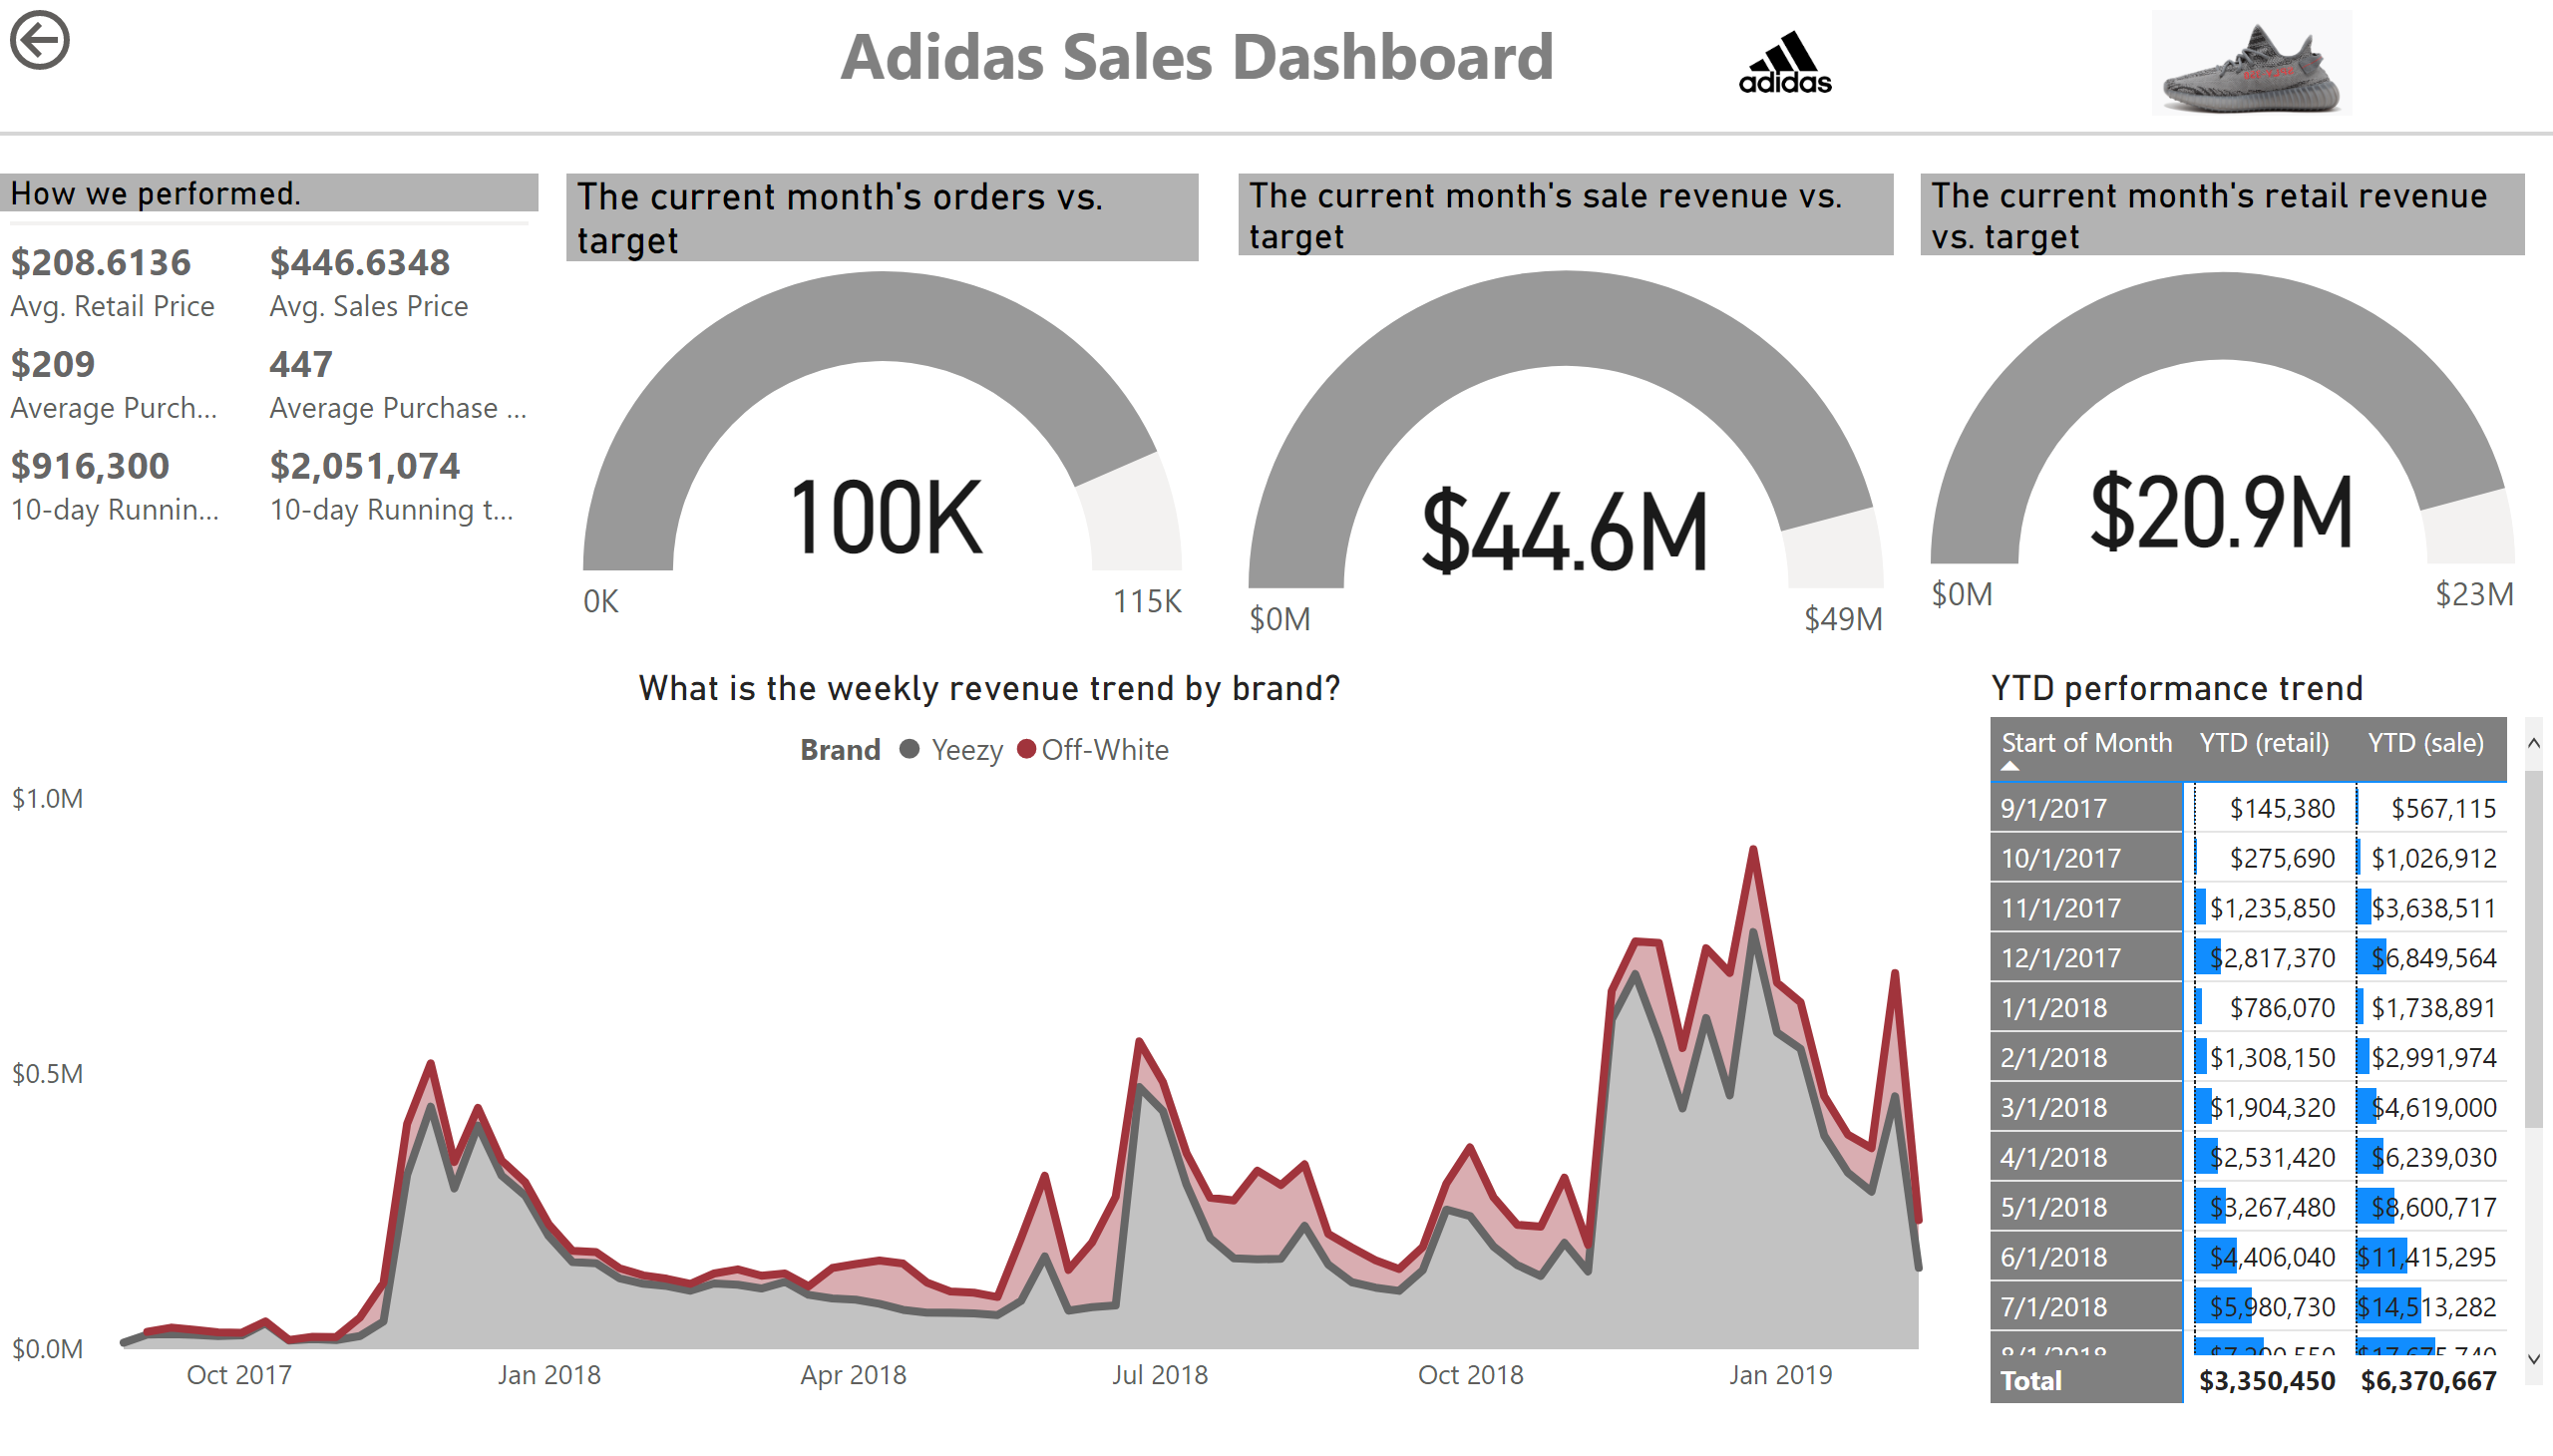 Adidas Sales Dashboard
adidas
How we performed.
$208.6136
Avg. Retail Price
$446.6348
Avg. Sales Price
$209
Average Purch...
447
Average Purchase ...
$916,300
10-day Runnin...
$2,051,074
10-day Running t...
The current month's orders vs.
target
100K
0K
115K
The current month's sale revenue vs.
target
$44.6M
$0M
$49M
The current month's retail revenue
vs. target
$20.9M
$0M
$23M
What is the weekly revenue trend by brand?
Brand Yeezy Off-White
$1.0M
$0.5M
$0.0M
Oct 2017 Jan 2018 Apr 2018 Jul 2018 Oct 2018 Jan 2019
YTD performance trend
Start of Month YTD (retail) YTD (sale)
9/1/2017 $145,380 $567,115
10/1/2017 $275,690 $1,026,912
11/1/2017 $1,235,850 $3,638,511
12/1/2017 $2,817,370 $6,849,564
1/1/2018 $786,070 $1,738,891
2/1/2018 $1,308,150 $2,991,974
3/1/2018 $1,904,320 $4,619,000
4/1/2018 $2,531,420 $6,239,030
5/1/2018 $3,267,480 $8,600,717
6/1/2018 $4,406,040 $11,415,295
7/1/2018 $5,980,730 $14,513,282
8/1/2018
Total $3,350,450 $6,370,667